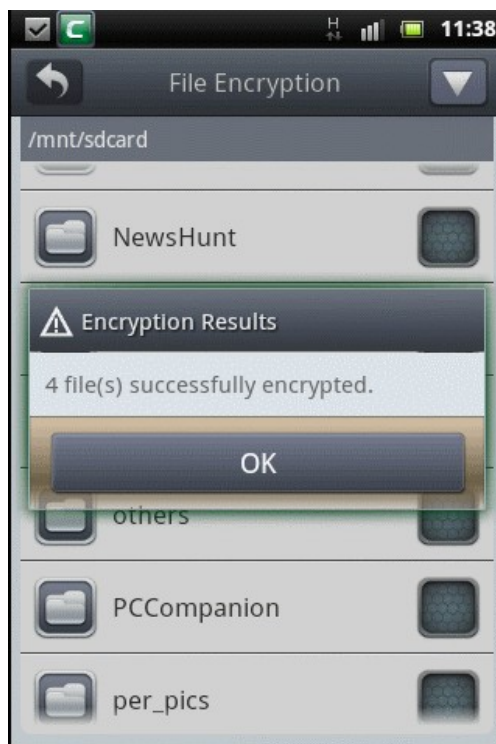 H
11:38
File Encryption
/mnt/sdcard
NewsHunt
Encryption Results
4 file(s) successfully encrypted.
OK
others
PCCompanion
per_pics